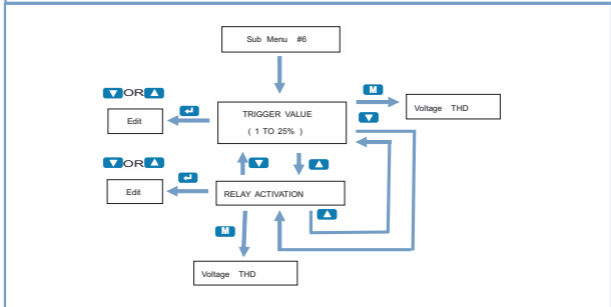 Sub Menu #6
OR
M
Edit
TRIGGER VALUE
( 1 TO 25% )
Voltage THD
OR
Edit
RELAY ACTIVATION
M
Voltage THD